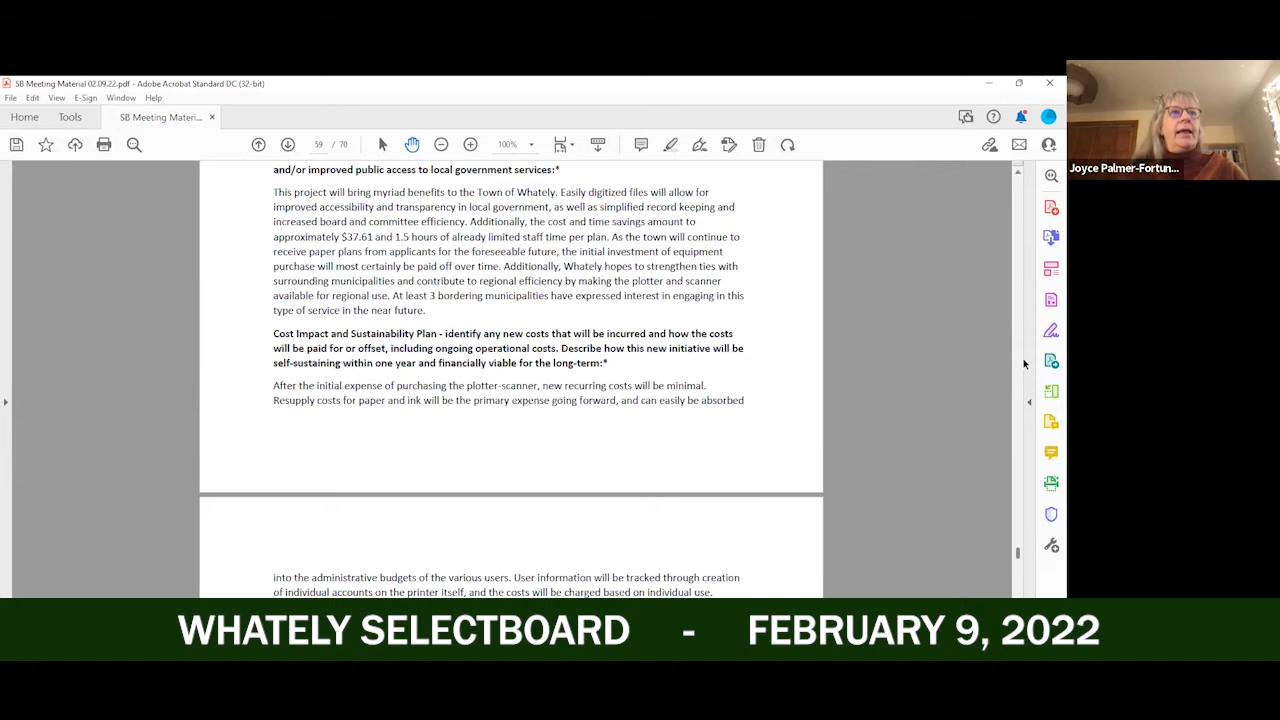 SB Meeting Material 02.09.22.pdf - Adobe Acrobat Standard DC (32-bit)
File Edit View E-Sign Window Help
Home Tools SB Meeting Materi... ×
59 / 70 100%
and/or improved public access to local government services:*
This project will bring myriad benefits to the Town of Whately. Easily digitized files will allow for
improved accessibility and transparency in local government, as well as simplified record keeping and
increased board and committee efficiency. Additionally, the cost and time savings amount to
approximately $37.61 and 1.5 hours of already limited staff time per plan. As the town will continue to
receive paper plans from applicants for the foreseeable future, the initial investment of equipment
purchase will most certainly be paid off over time. Additionally, Whately hopes to strengthen ties with
surrounding municipalities and contribute to regional efficiency by making the plotter and scanner
available for regional use. At least 3 bordering municipalities have expressed interest in engaging in this
type of service in the near future.
Cost Impact and Sustainability Plan - identify any new costs that will be incurred and how the costs
will be paid for or offset, including ongoing operational costs. Describe how this new initiative will be
self-sustaining within one year and financially viable for the long-term:*
After the initial expense of purchasing the plotter-scanner, new recurring costs will be minimal.
Resupply costs for paper and ink will be the primary expense going forward, and can easily be absorbed
into the administrative budgets of the various users. User information will be tracked through creation
of individual accounts on the printer itself, and the costs will be charged based on individual use.
Joyce Palmer-Fortun...
WHATELY SELECTBOARD - FEBRUARY 9, 2022